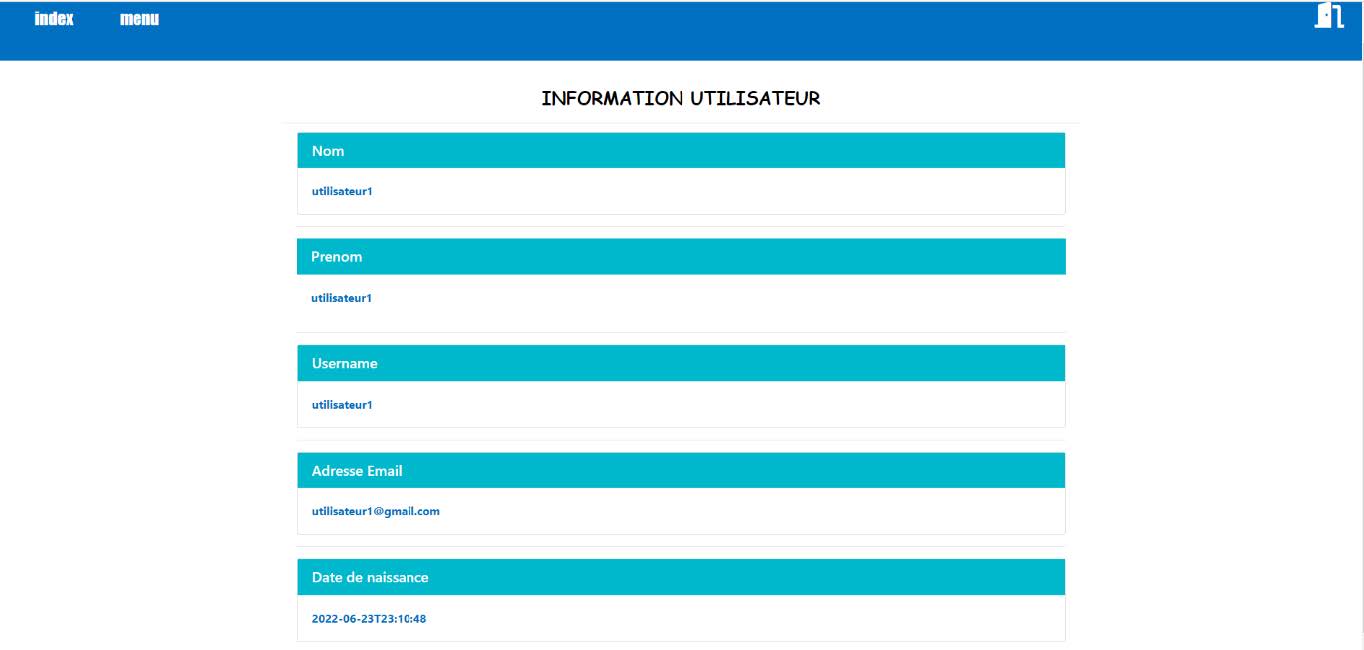 index menu
INFORMATION UTILISATEUR
Nom
utilisateur1
Prenom
utilisateur1
Username
utilisateur1
Adresse Email
utilisateur1@gmail.com
Date de naissance
2022-06-23T23:10:48